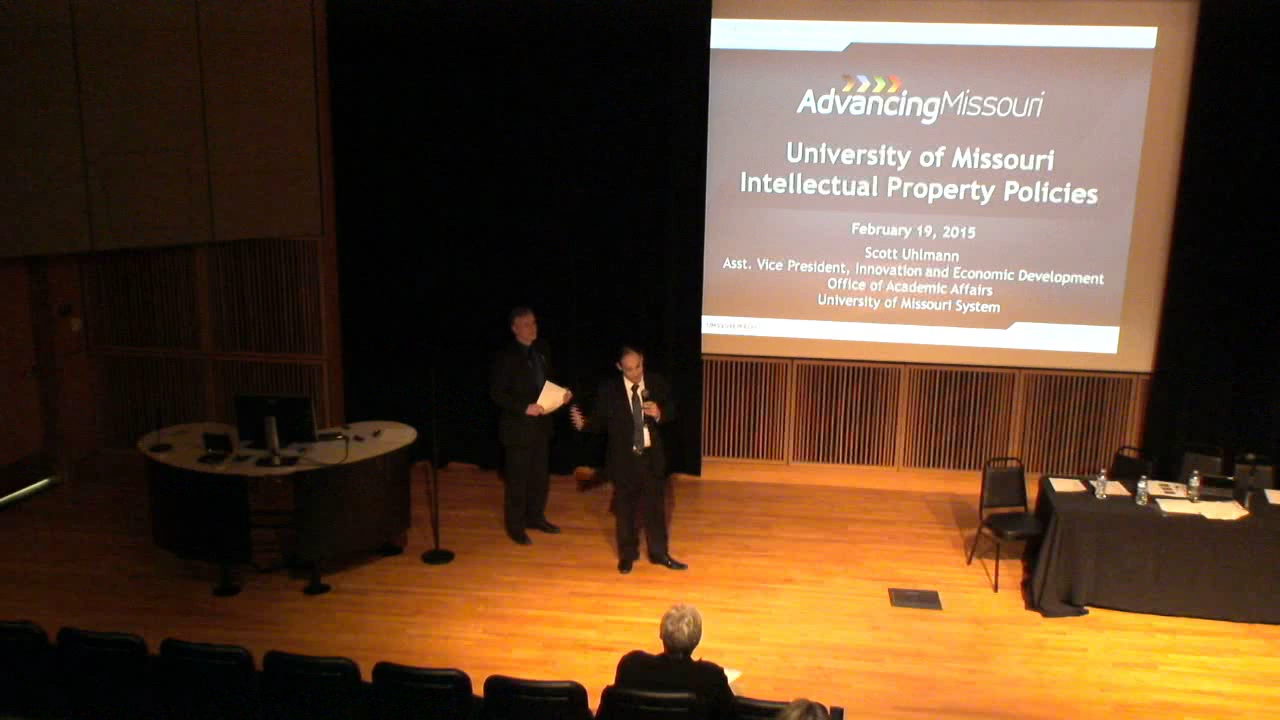 AdvancingMissouri
University of Missouri
Intellectual Property Policies
February 19, 2015
Scott Uhlmann
Asst. Vice President, Innovation and Economic Development
Office of Academic Affairs
University of Missouri System